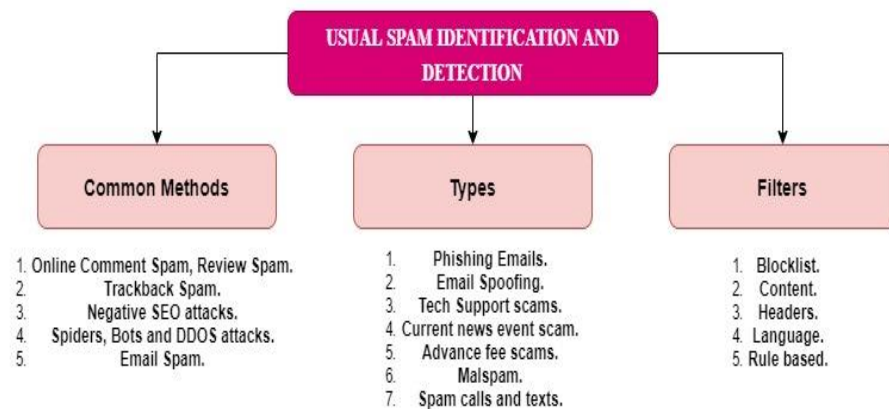 USUAL SPAM IDENTIFICATION AND
DETECTION
Common Methods
1. Online Comment Spam, Review Spam.
2. Trackback Spam.
3. Negative SEO attacks.
4. Spiders, Bots and DDOS attacks.
5. Email Spam.
Types
1. Phishing Emails.
2. Email Spoofing.
3. Tech Support scams.
4. Current news event scam.
5. Advance fee scams.
6. Malspam.
7. Spam calls and texts.
Filters
1. Blocklist.
2. Content.
3. Headers.
4. Language.
5. Rule based.